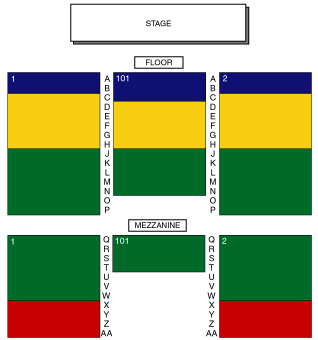 STAGE
FLOOR
1 A 101 A 2
B B
C C
D D
E E
F F
G G
H H
J J
K K
L L
M M
N N
O O
P P
MEZZANINE
1 Q 101 Q 2
R R
S S
T T
U U
V V
W W
X X
Y Y
Z Z
AA AA